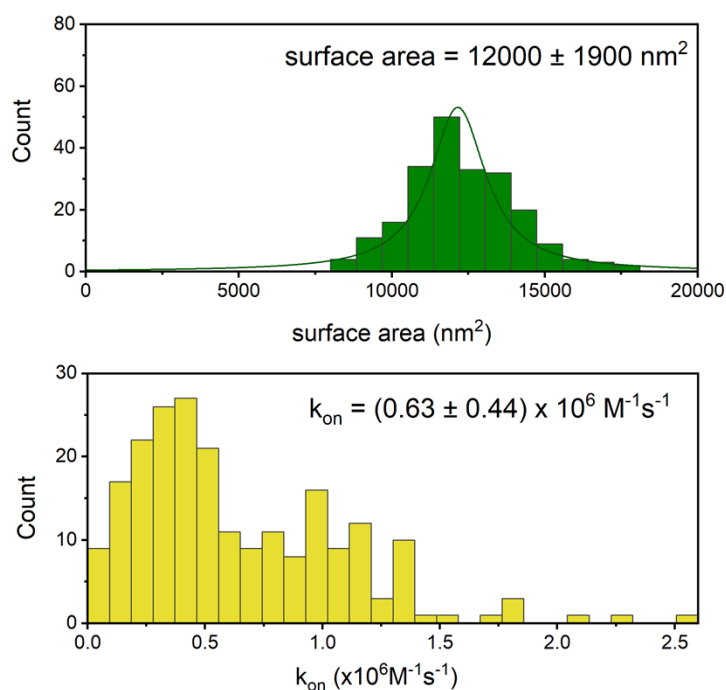 80
60
40
20
0
Count
surface area = 12000 ± 1900 nm²
0 5000 10000 15000 20000
surface area (nm²)
30
20
10
0
Count
kₒₙ = (0.63 ± 0.44) x 10⁶ M⁻¹s⁻¹
0.0 0.5 1.0 1.5 2.0 2.5
kₒₙ (x10⁶M⁻¹s⁻¹)